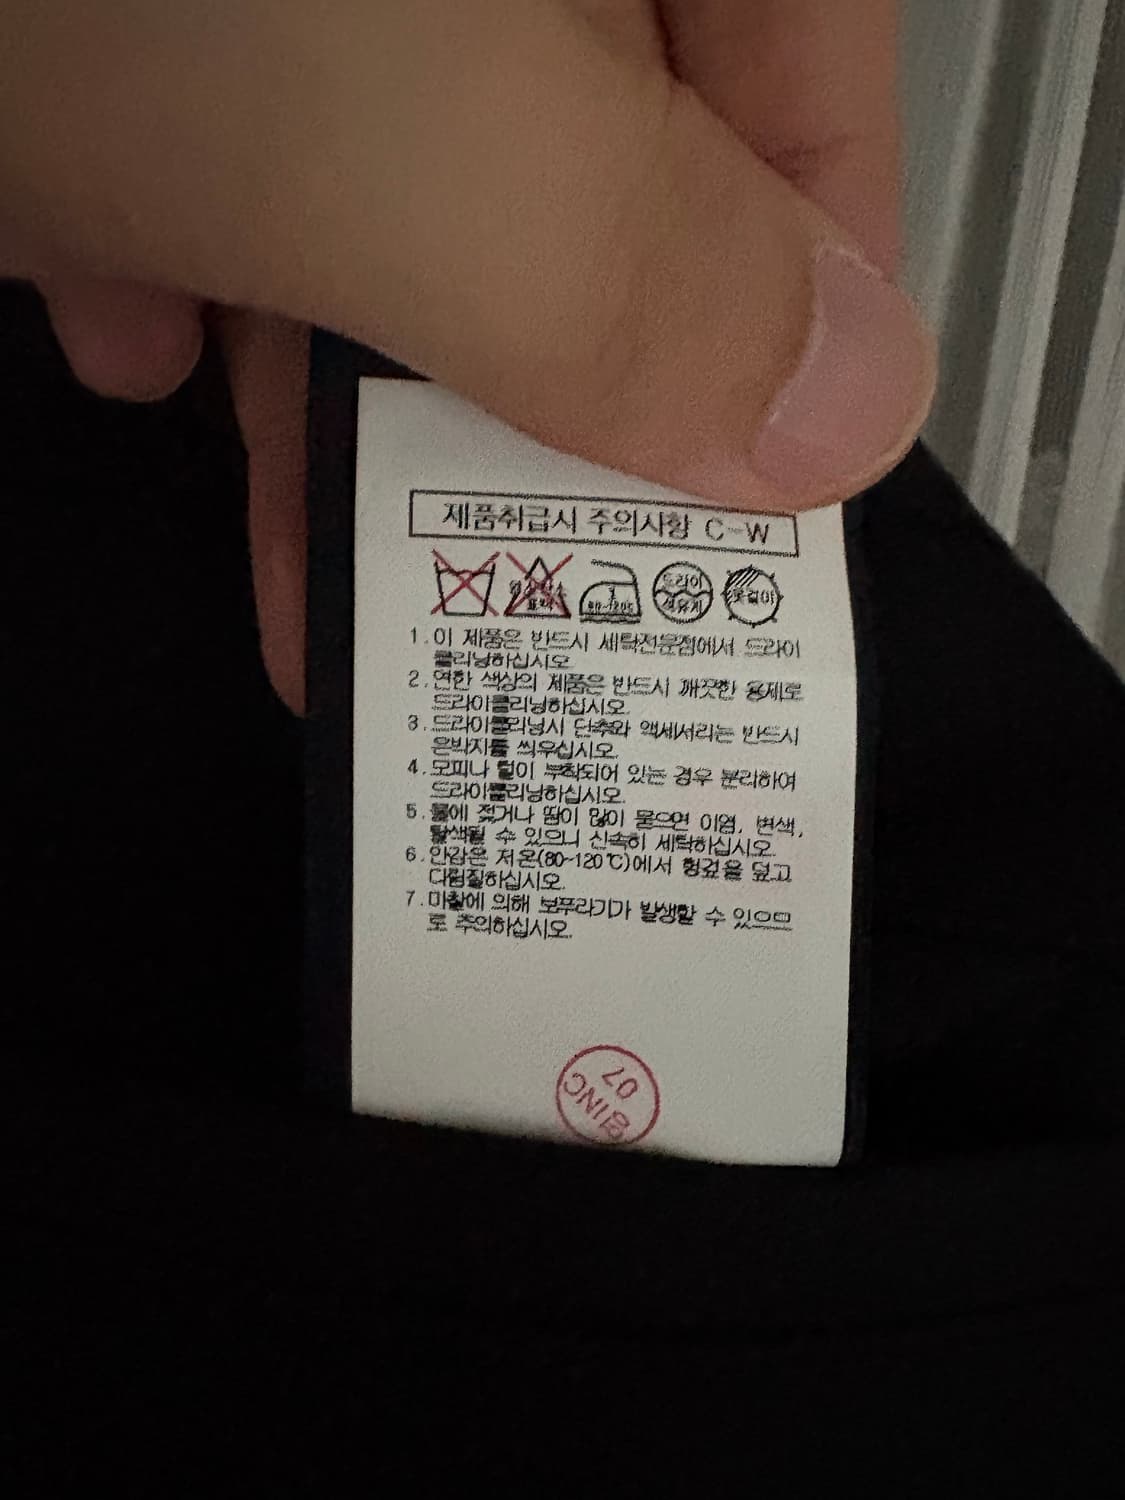 제품취급시 주의사항 C-W
80~120℃
드라이
석유계
옷걸이
1. 이 제품은 반드시 세탁전문점에서 드라이
클리닝하십시오
2. 연한 색상의 제품은 반드시 깨끗한 용제로
드라이클리닝하십시오.
3. 드라이클리닝시 단추와 액세서리는 반드시
은박지를 씌우십시오.
4. 모피나 털이 부착되어 있는 경우 분리하여
드라이클리닝하십시오.
5. 물에 젖거나 땀이 많이 묻으면 이염, 변색,
탈색될 수 있으니 신속히 세탁하십시오.
6. 안감은 저온(80~120℃)에서 헝겊을 덮고
다림질하십시오.
7. 마찰에 의해 보푸라기가 발생할 수 있으므
로 주의하십시오.
07